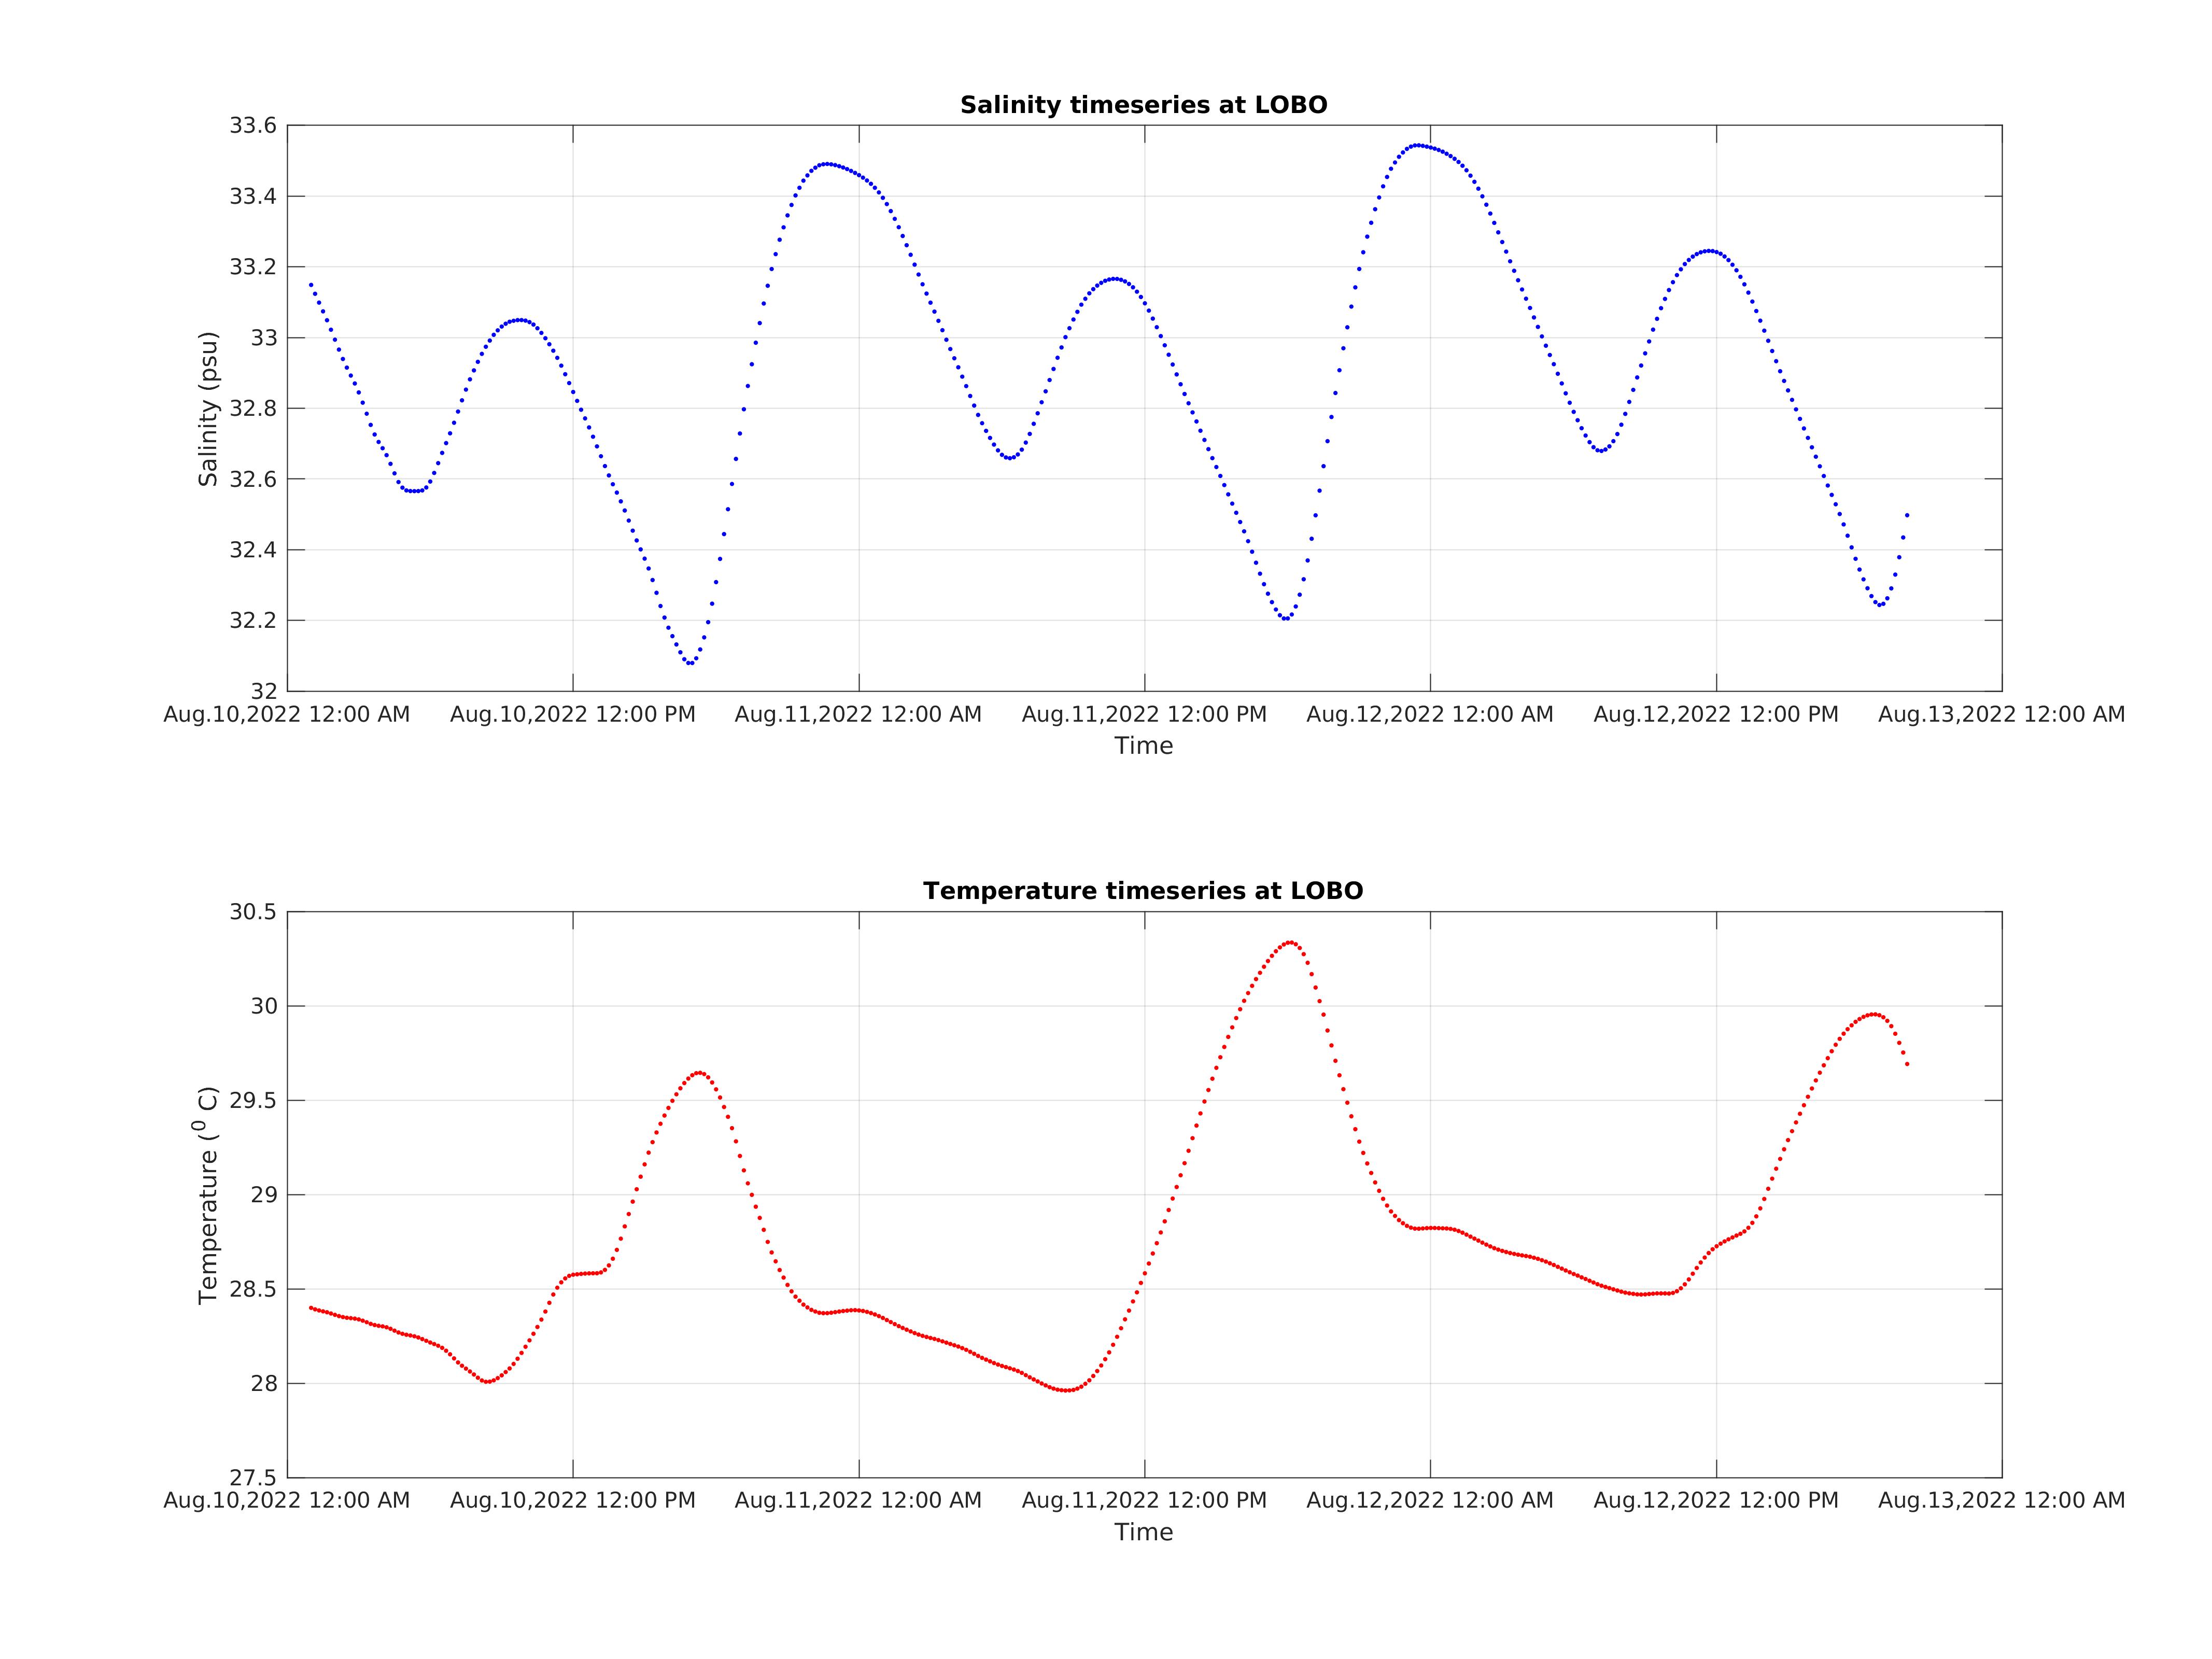 Salinity timeseries at LOBO
33.6
33.4
33.2
33
32.8
32.6
32.4
32.2
32
Salinity (psu)
Aug.10,2022 12:00 AM Aug.10,2022 12:00 PM Aug.11,2022 12:00 AM Aug.11,2022 12:00 PM Aug.12,2022 12:00 AM Aug.12,2022 12:00 PM Aug.13,2022 12:00 AM
Time
Temperature timeseries at LOBO
30.5
30
29.5
29
28.5
28
27.5
Temperature (⁰ C)
Aug.10,2022 12:00 AM Aug.10,2022 12:00 PM Aug.11,2022 12:00 AM Aug.11,2022 12:00 PM Aug.12,2022 12:00 AM Aug.12,2022 12:00 PM Aug.13,2022 12:00 AM
Time